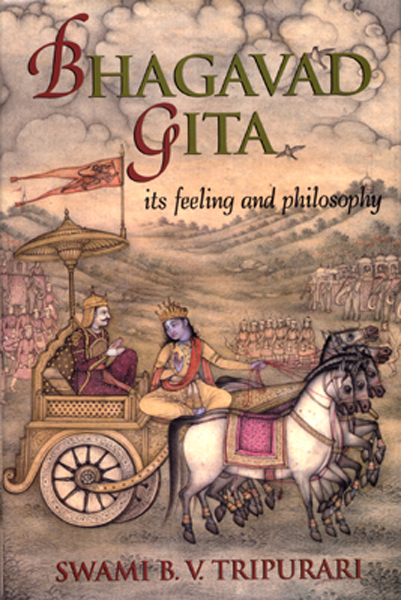 BHAGAVAD
GITA
its feeling and philosophy
SWAMI B. V. TRIPURARI